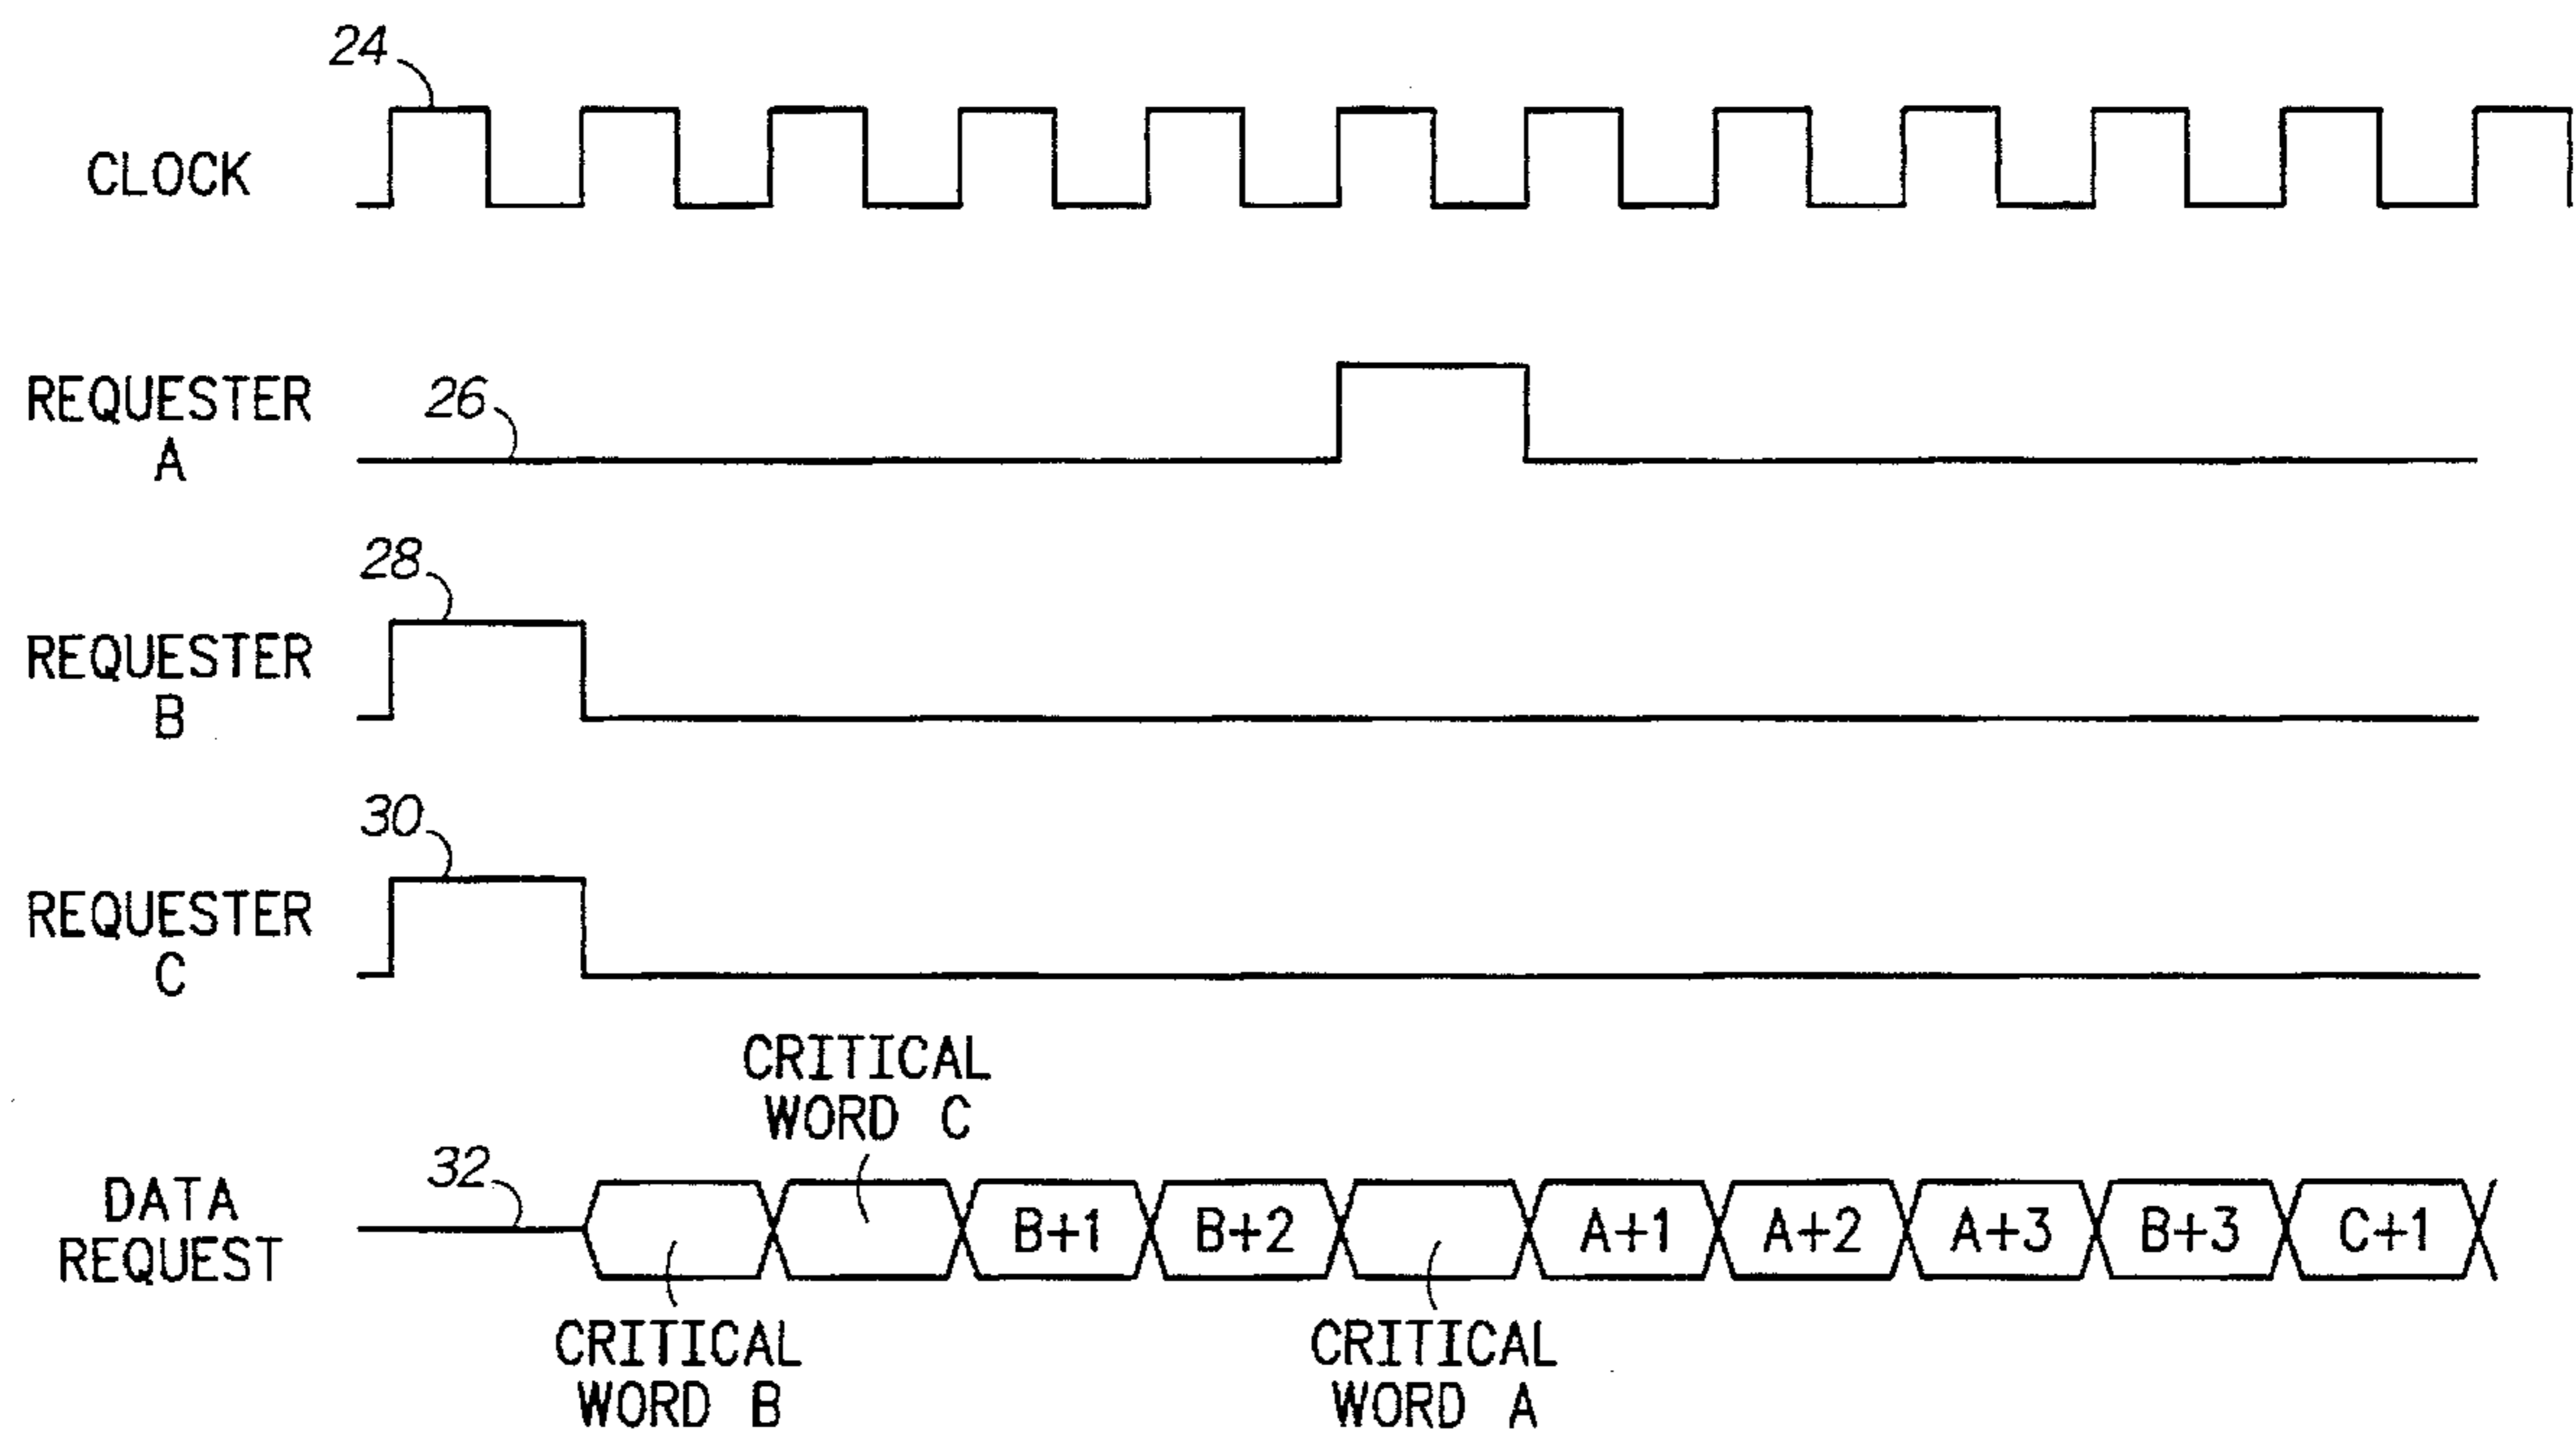 24
CLOCK
REQUESTER
A
26
REQUESTER
B
28
REQUESTER
C
30
CRITICAL
WORD C
DATA
REQUEST
32
B+1
B+2
A+1
A+2
A+3
B+3
C+1
CRITICAL
WORD B
CRITICAL
WORD A